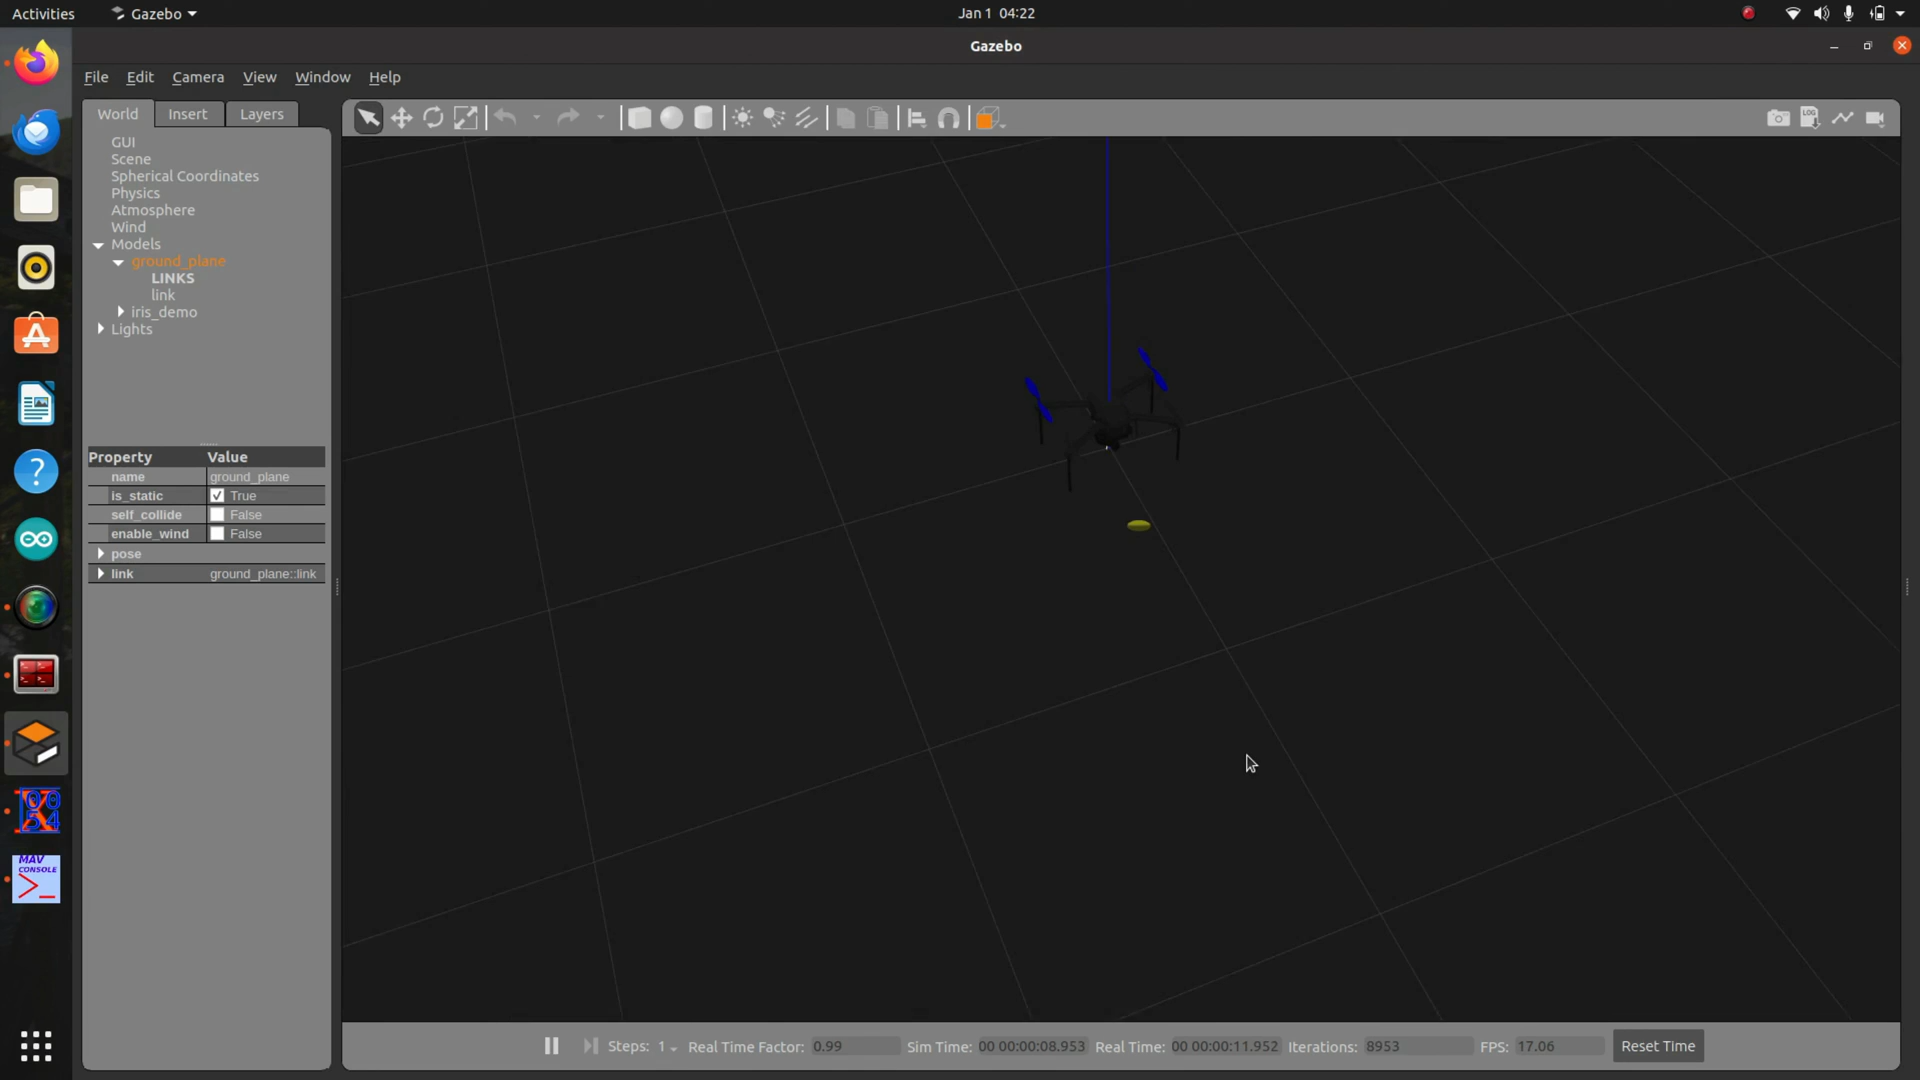 Activities
Gazebo
Jan 1 04:22
Gazebo
File Edit Camera View Window Help
World Insert Layers
GUI
Scene
Spherical Coordinates
Physics
Atmosphere
Wind
Models
ground_plane
LINKS
link
iris_demo
Lights
Property Value
name ground_plane
is_static True
self_collide False
enable_wind False
pose
link ground_plane::link
LOG
MAV
CONSOLE
Steps: 1 Real Time Factor: 0.99 Sim Time: 00 00:00:08.953 Real Time: 00 00:00:11.952 Iterations: 8953 FPS: 17.06 Reset Time